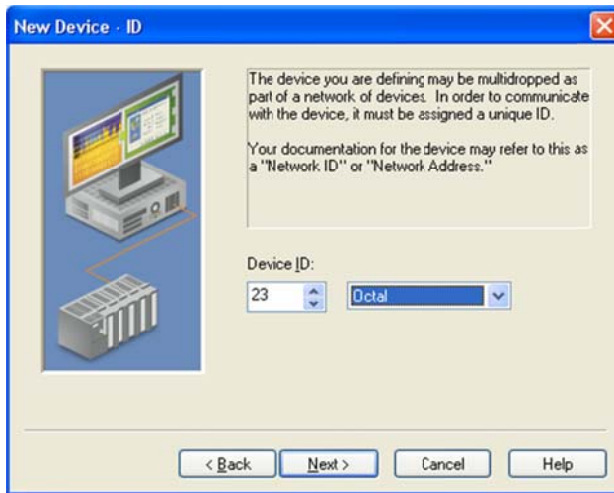 New Device - ID
The device you are defining may be multidropped as
part of a network of devices. In order to communicate
with the device, it must be assigned a unique ID.
Your documentation for the device may refer to this as
a "Network ID" or "Network Address."
Device ID:
23 Octal
< Back Next > Cancel Help